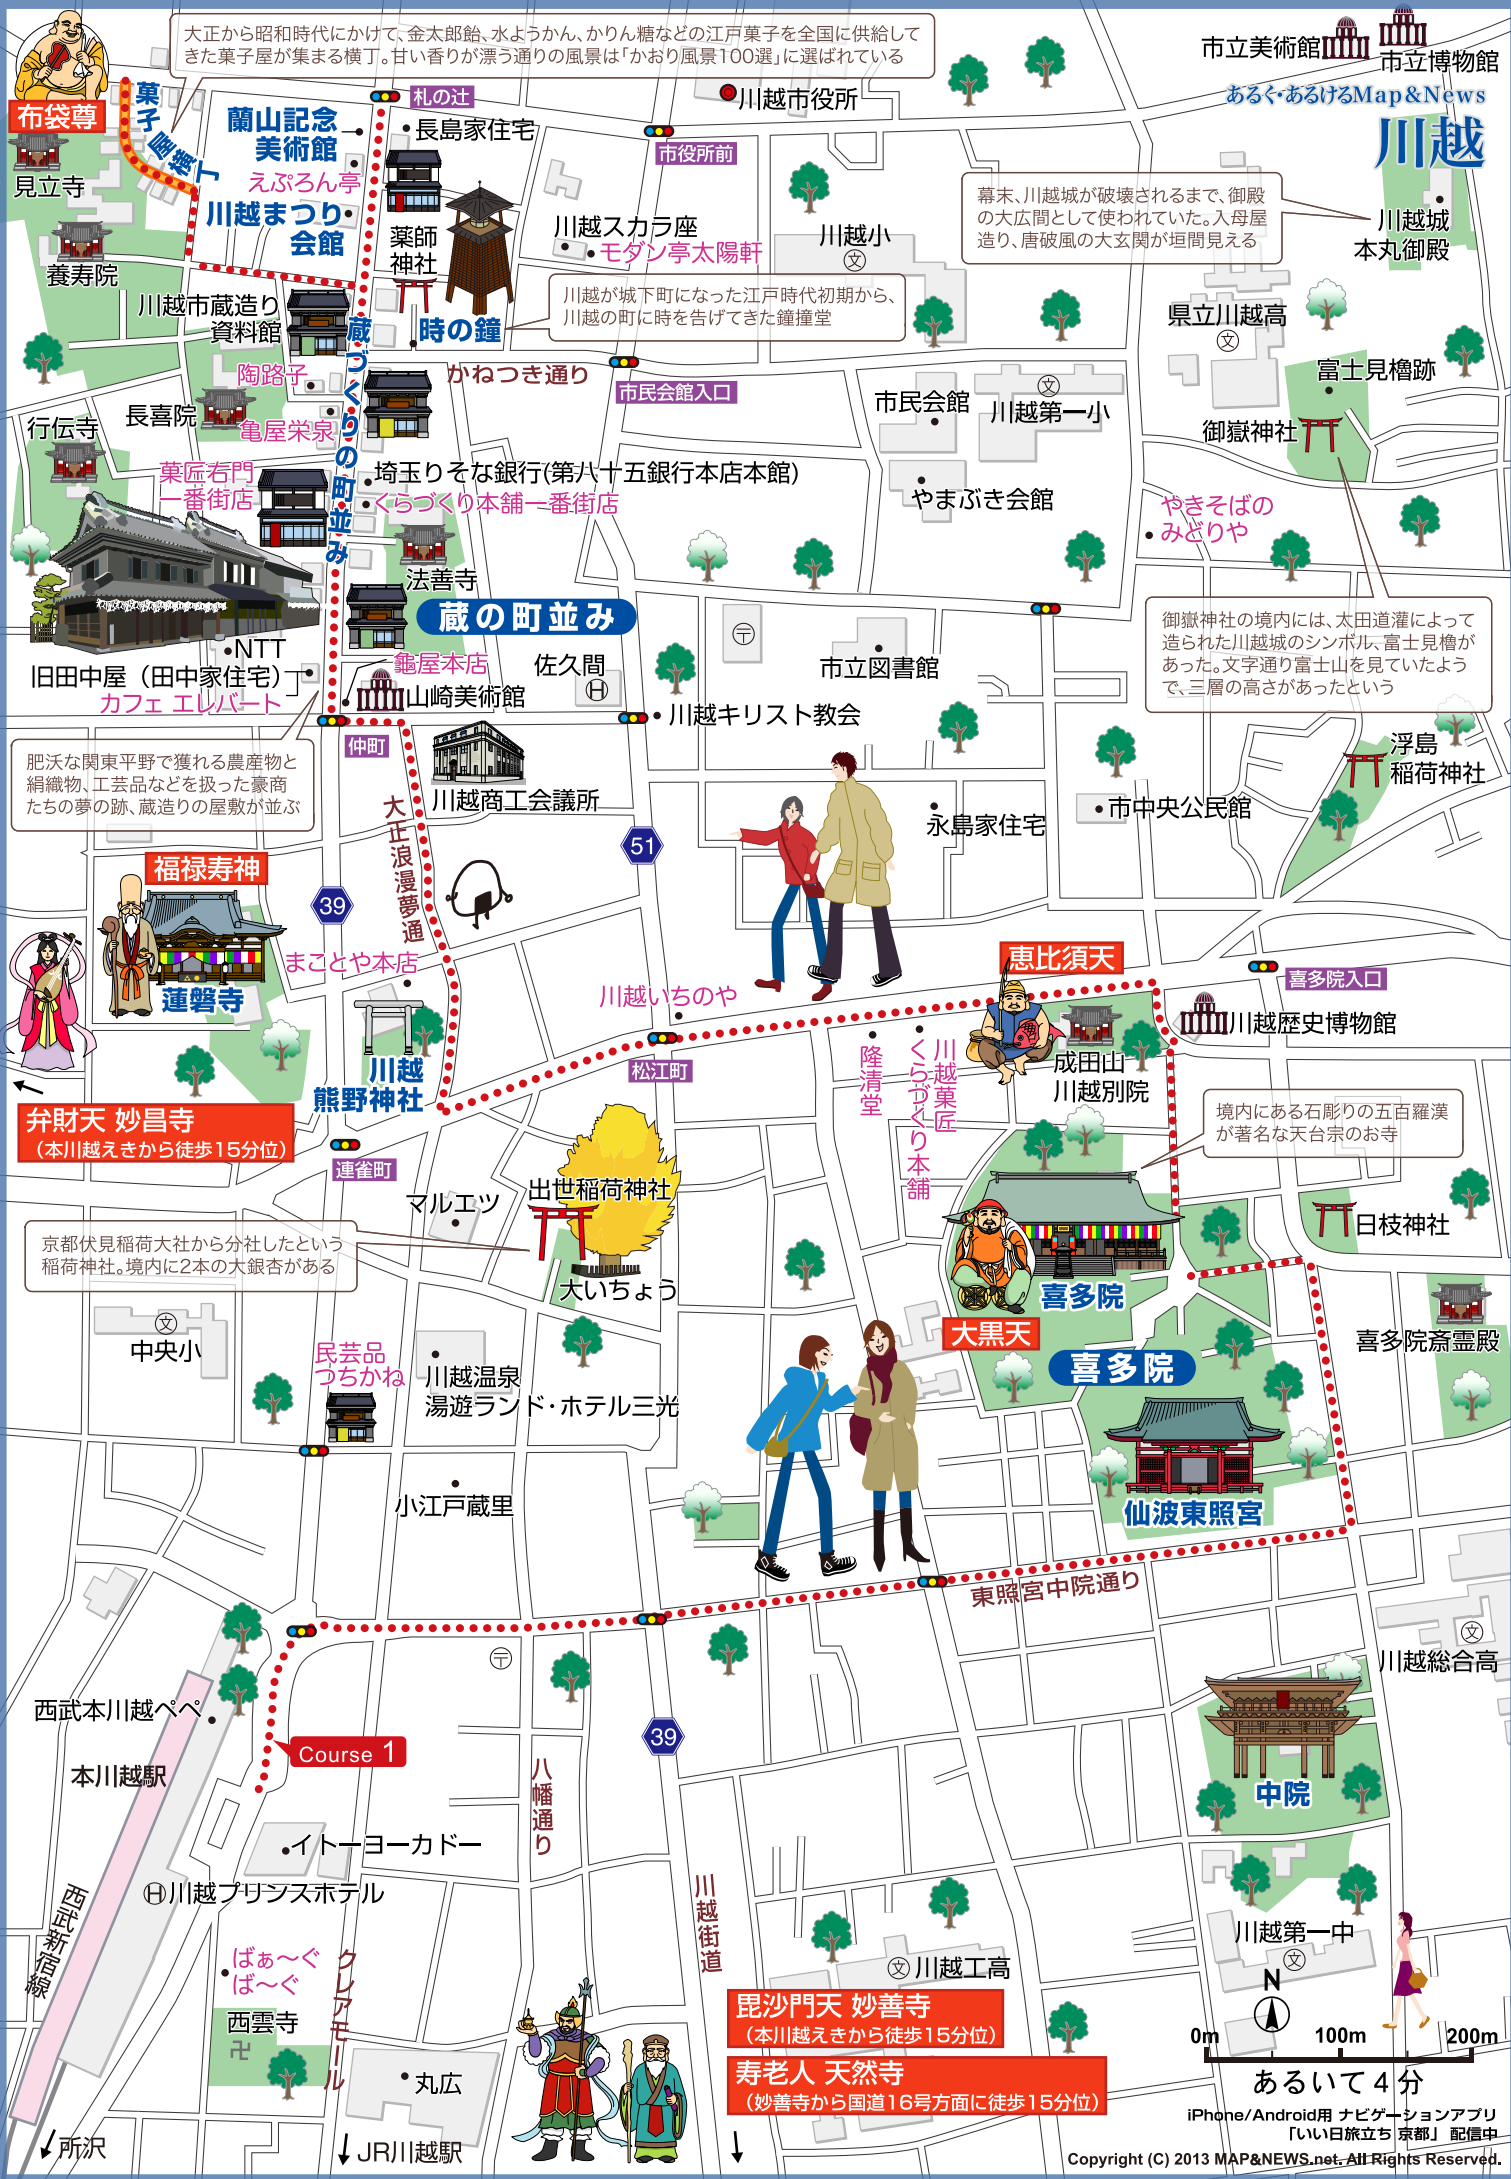 大正から昭和時代にかけて、金太郎飴、水ようかん、かりん糖などの江戸菓子を全国に供給して
きた菓子屋が集まる横丁。甘い香りが漂う通りの風景は「かおり風景100選」に選ばれている
市立美術館
市立博物館
あるく・あるけるMap&News
川越
布袋尊
菓子屋横丁
札の辻
川越市役所
蘭山記念
美術館
長島家住宅
市役所前
見立寺
えぷろん亭
川越まつり
会館
薬師
神社
川越スカラ座
モダン亭太陽軒
川越小
文
幕末、川越城が破壊されるまで、御殿
の大広間として使われていた。入母屋
造り、唐破風の大玄関が垣間見える
川越城
本丸御殿
養寿院
川越市蔵造り
資料館
時の鐘
川越が城下町になった江戸時代初期から、
川越の町に時を告げてきた鐘撞堂
県立川越高
文
蔵づくりの町並み
陶路子
かねつき通り
市民会館入口
富士見櫓跡
行伝寺
長喜院
亀屋栄泉
市民会館
文
川越第一小
御嶽神社
菓匠右門
一番街店
埼玉りそな銀行(第八十五銀行本店本館)
くらづくり本舗一番街店
やまぶき会館
やきそばの
みどりや
法善寺
蔵の町並み
〒
御嶽神社の境内には、太田道灌によって
造られた川越城のシンボル、富士見櫓が
あった。文字通り富士山を見ていたよう
で、三層の高さがあったという
NTT
旧田中屋（田中家住宅）
カフェ エレバート
亀屋本店
山崎美術館
佐久間
H
市立図書館
仲町
川越キリスト教会
浮島
稲荷神社
肥沃な関東平野で獲れる農産物と
絹織物、工芸品などを扱った豪商
たちの夢の跡、蔵造りの屋敷が並ぶ
川越商工会議所
大正浪漫夢通
51
永島家住宅
市中央公民館
福禄寿神
39
まことや本店
蓮馨寺
川越いちのや
恵比須天
喜多院入口
川越歴史博物館
松江町
隆清堂
川越菓匠
くらづくり本舗
成田山
川越別院
川越
熊野神社
弁財天 妙昌寺
（本川越えきから徒歩15分位）
連雀町
境内にある石彫りの五百羅漢
が著名な天台宗のお寺
マルエツ
出世稲荷神社
大いちょう
日枝神社
京都伏見稲荷大社から分社したという
稲荷神社。境内に2本の大銀杏がある
喜多院
大黒天
喜多院
喜多院斎霊殿
文
中央小
民芸品
つちかね
川越温泉
湯遊ランド・ホテル三光
小江戸蔵里
仙波東照宮
東照宮中院通り
〒
文
川越総合高
西武本川越ペペ
本川越駅
Course 1
39
八幡通り
中院
イトーヨーカドー
H川越プリンスホテル
西武新宿線
川越街道
川越第一中
文
ばぁ〜ぐ
ば〜ぐ
クレアモール
西雲寺
卍
文 川越工高
毘沙門天 妙善寺
（本川越えきから徒歩15分位）
寿老人 天然寺
（妙善寺から国道16号方面に徒歩15分位）
丸広
所沢
JR川越駅
N
0m 100m 200m
あるいて4分
iPhone/Android用 ナビゲーションアプリ
「いい日旅立ち 京都」 配信中
Copyright (C) 2013 MAP&NEWS.net. All Rights Reserved.